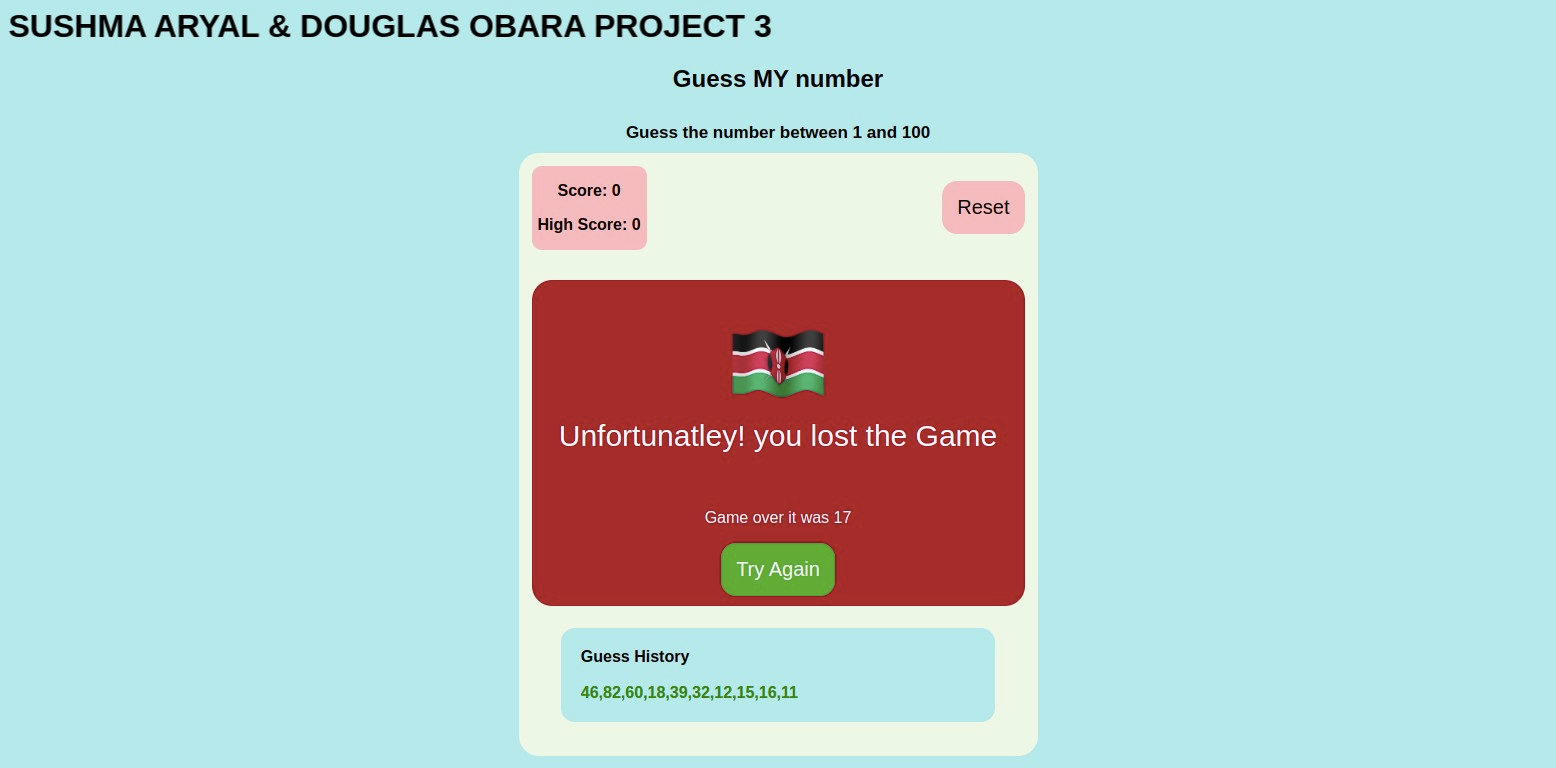 SUSHMA ARYAL & DOUGLAS OBARA PROJECT 3
Guess MY number
Guess the number between 1 and 100
Score: 0
High Score: 0
Reset
Unfortunatley! you lost the Game
Game over it was 17
Try Again
Guess History
46,82,60,18,39,32,12,15,16,11